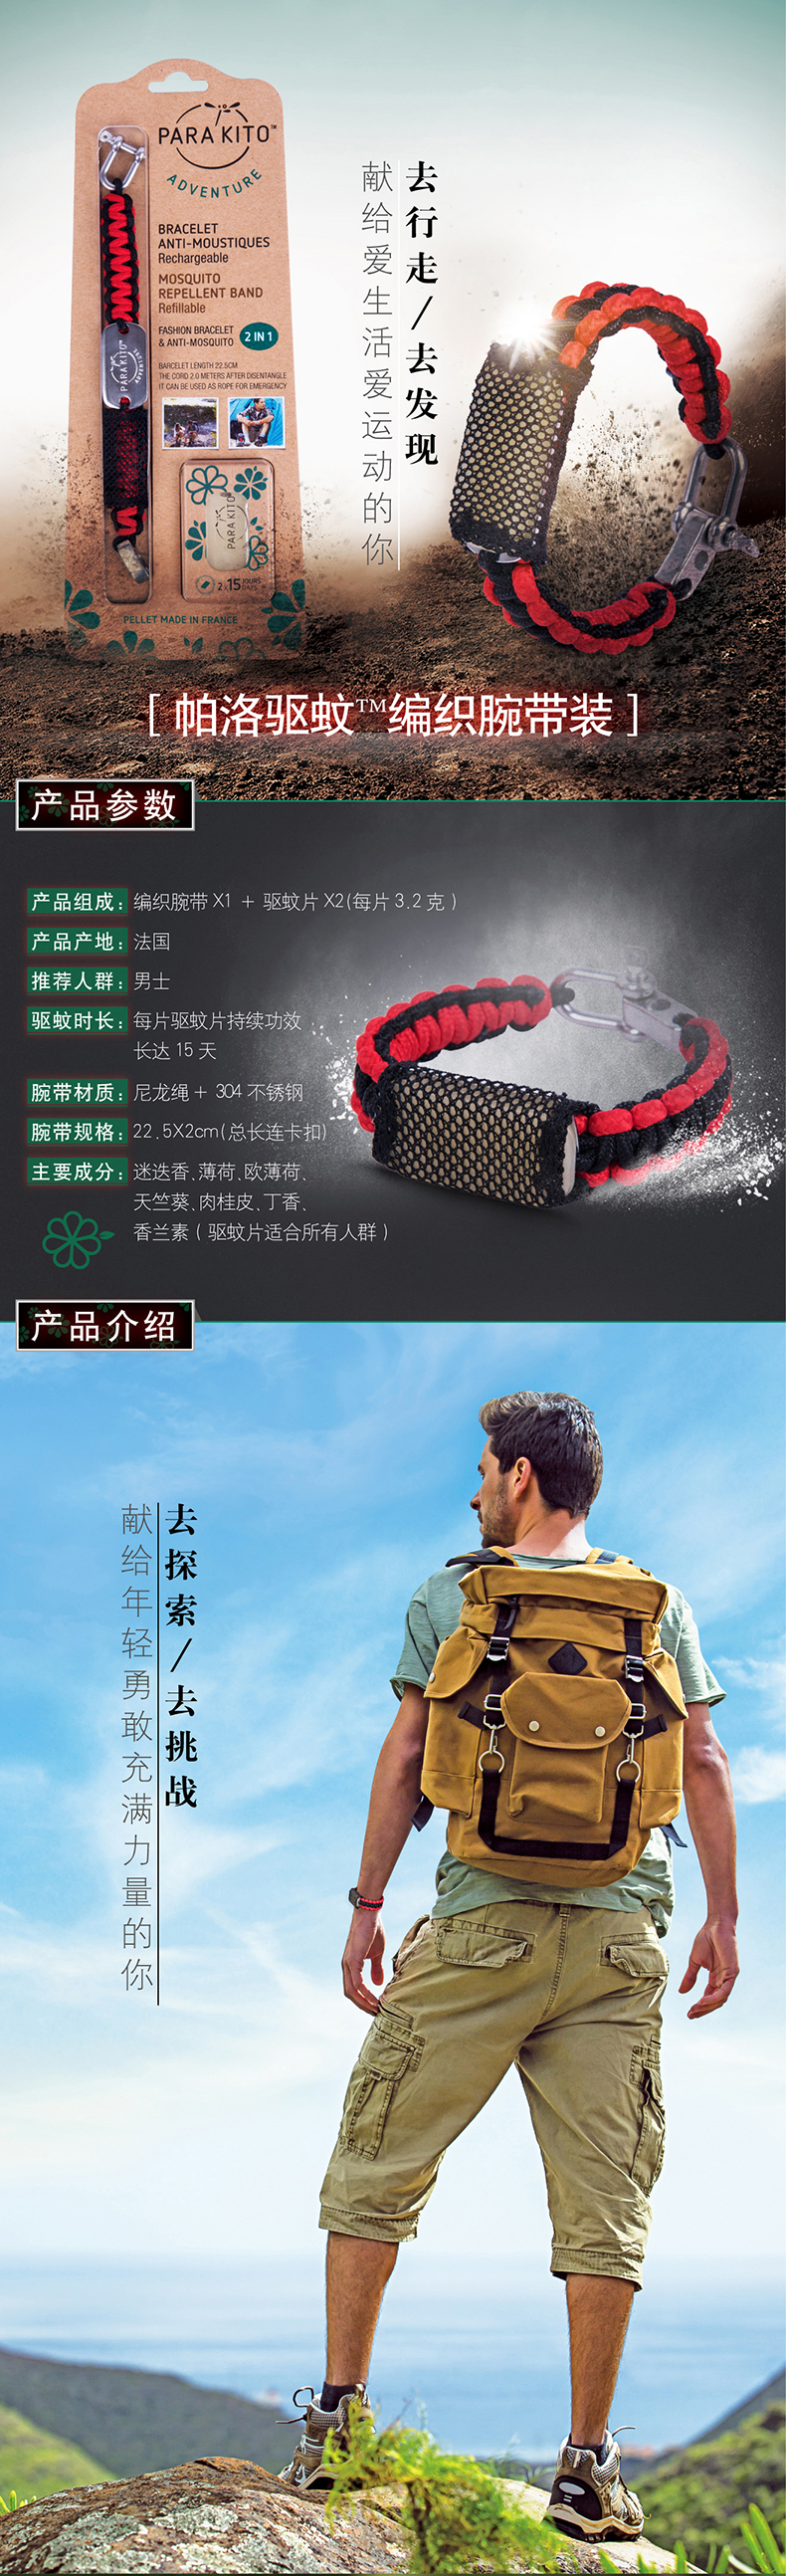 PARA'KITO™
ADVENTURE
BRACELET
ANTI-MOUSTIQUES
Rechargeable
MOSQUITO
REPELLENT BAND
Refillable
FASHION BRACELET
& ANTI-MOSQUITO
2 IN 1
BARCELET LENGTH 22.5CM
THE CORD 2.0 METERS AFTER DISENTANGLE
IT CAN BE USED AS ROPE FOR EMERGENCY
PARA'KITO™
ADVENTURE
PARA'KITO
2x15 JOURS
DAYS
PELLET MADE IN FRANCE
去行走/去发现
献给爱生活爱运动的你
[ 帕洛驱蚊™编织腕带装 ]
产品参数
产品组成: 编织腕带 X1 + 驱蚊片 X2(每片 3.2 克 )
产品产地: 法国
推荐人群: 男士
驱蚊时长: 每片驱蚊片持续功效
长达 15 天
腕带材质: 尼龙绳 + 304 不锈钢
腕带规格: 22.5X2cm(总长连卡扣)
主要成分: 迷迭香、薄荷、欧薄荷、
天竺葵、肉桂皮、丁香、
香兰素 ( 驱蚊片适合所有人群 )
产品介绍
去探索/去挑战
献给年轻勇敢充满力量的你